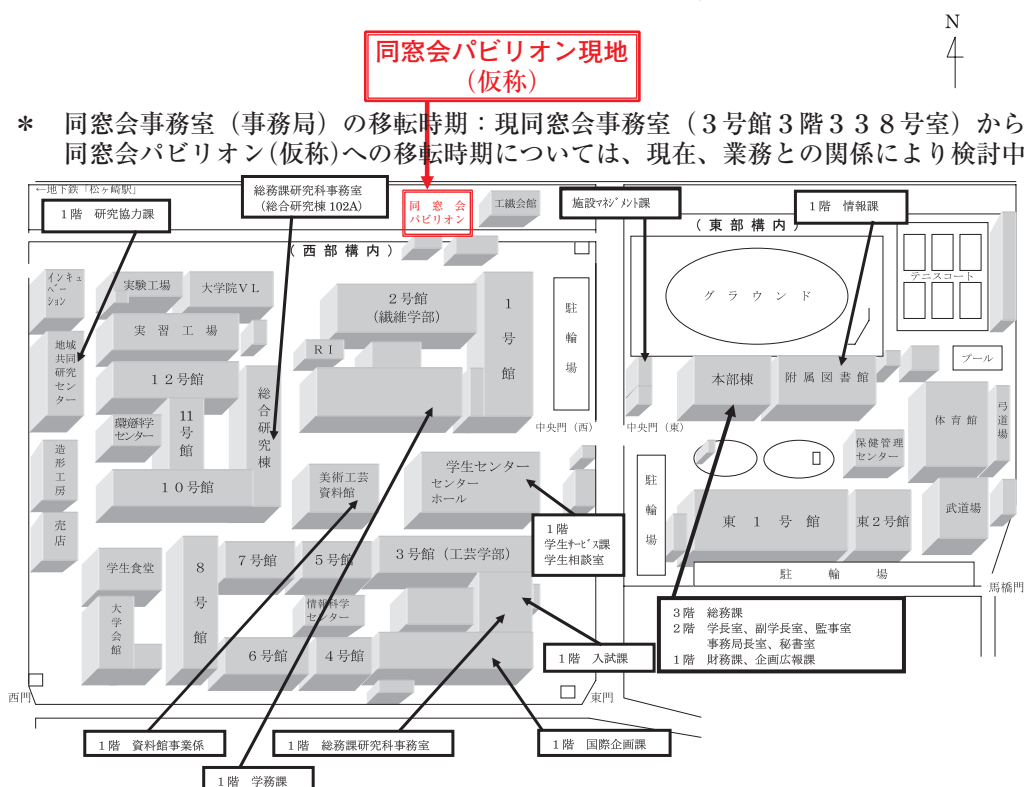 N
同窓会パビリオン現地
(仮称)
＊　同窓会事務室（事務局）の移転時期：現同窓会事務室（３号館３階３３８号室）から
同窓会パビリオン(仮称)への移転時期については、現在、業務との関係により検討中
←地下鉄「松ヶ崎駅」
１階　研究協力課
総務課研究科事務室
(総合研究棟 102A)
同窓会
パビリオン
工繊会館
施設マネジメント課
１階　情報課
(西部構内)
(東部構内)
インキュ
ベー
ション
実験工場
大学院ＶＬ
２号館
(繊維学部)
１号館
駐輪場
グラウンド
テニスコート
地域
共同
研究
セン
ター
実習工場
ＲＩ
プール
１２号館
総合研究棟
本部棟
附属図書館
環境科学
センター
11号館
中央門（西）
中央門（東）
体育館
弓道場
造形工房
１０号館
美術工芸
資料館
学生センター
センター
ホール
保健管理
センター
駐輪場
売店
１階
学生サービス課
学生相談室
東１号館
東２号館
武道場
学生食堂
８号館
７号館
５号館
３号館（工芸学部）
駐輪場
馬橋門
大学会館
情報科学
センター
３階　総務課
２階　学長室、副学長室、監事室
事務局長室、秘書室
１階　財務課、企画広報課
６号館
４号館
１階　入試課
西門
東門
１階　資料館事業係
１階　総務課研究科事務室
１階　国際企画課
１階　学務課